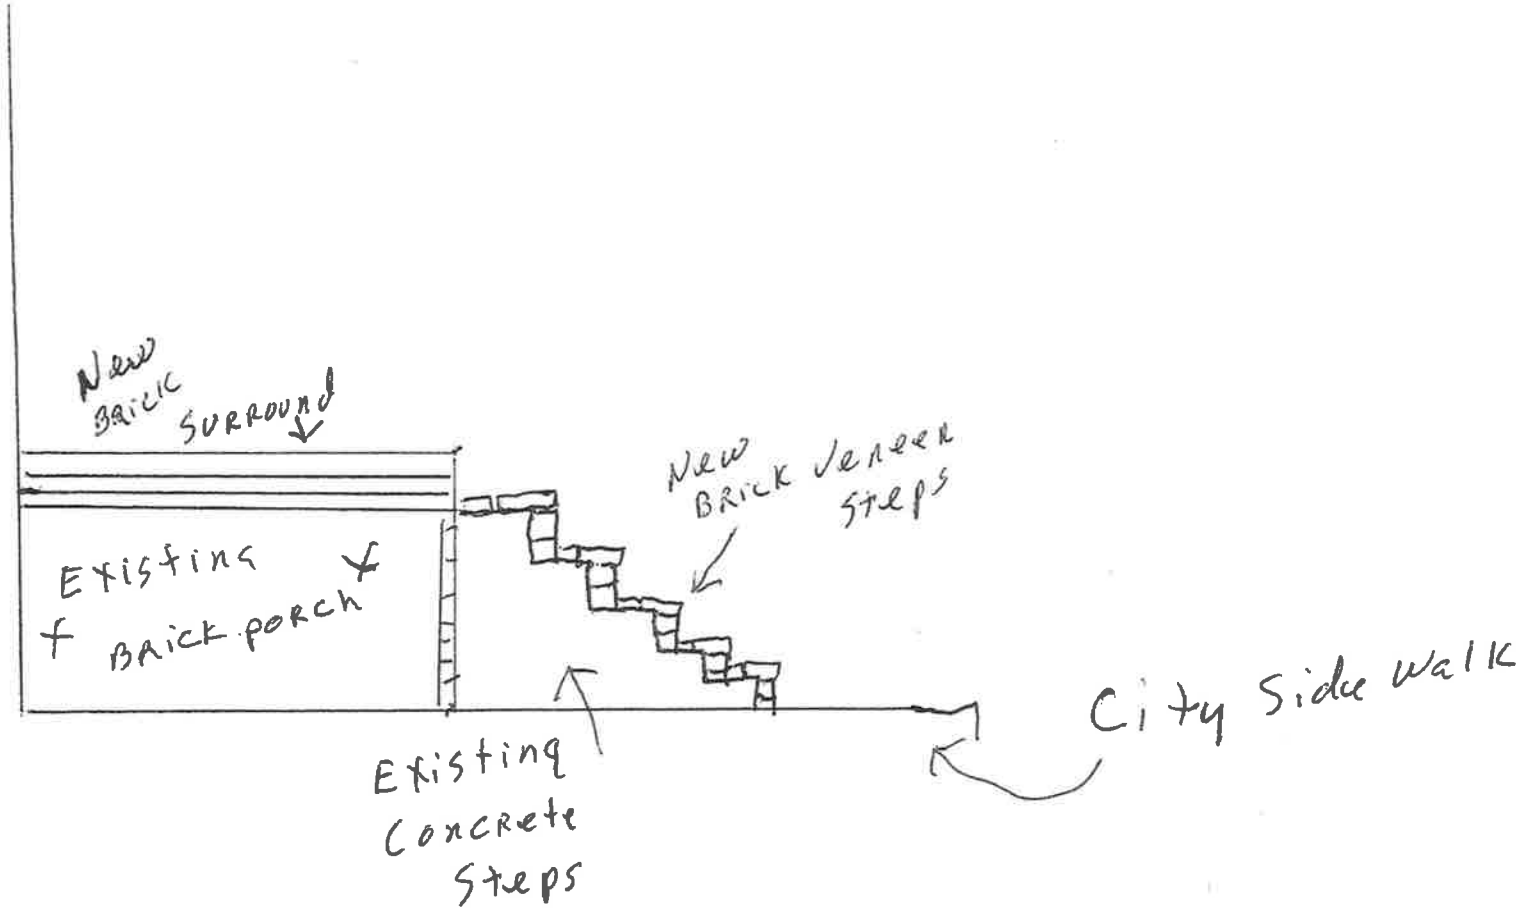 New
BRICK
SURROUND
New
BRICK Veneer
Steps
Existing
BRICK PORCH
City Side Walk
Existing
Concrete
Steps